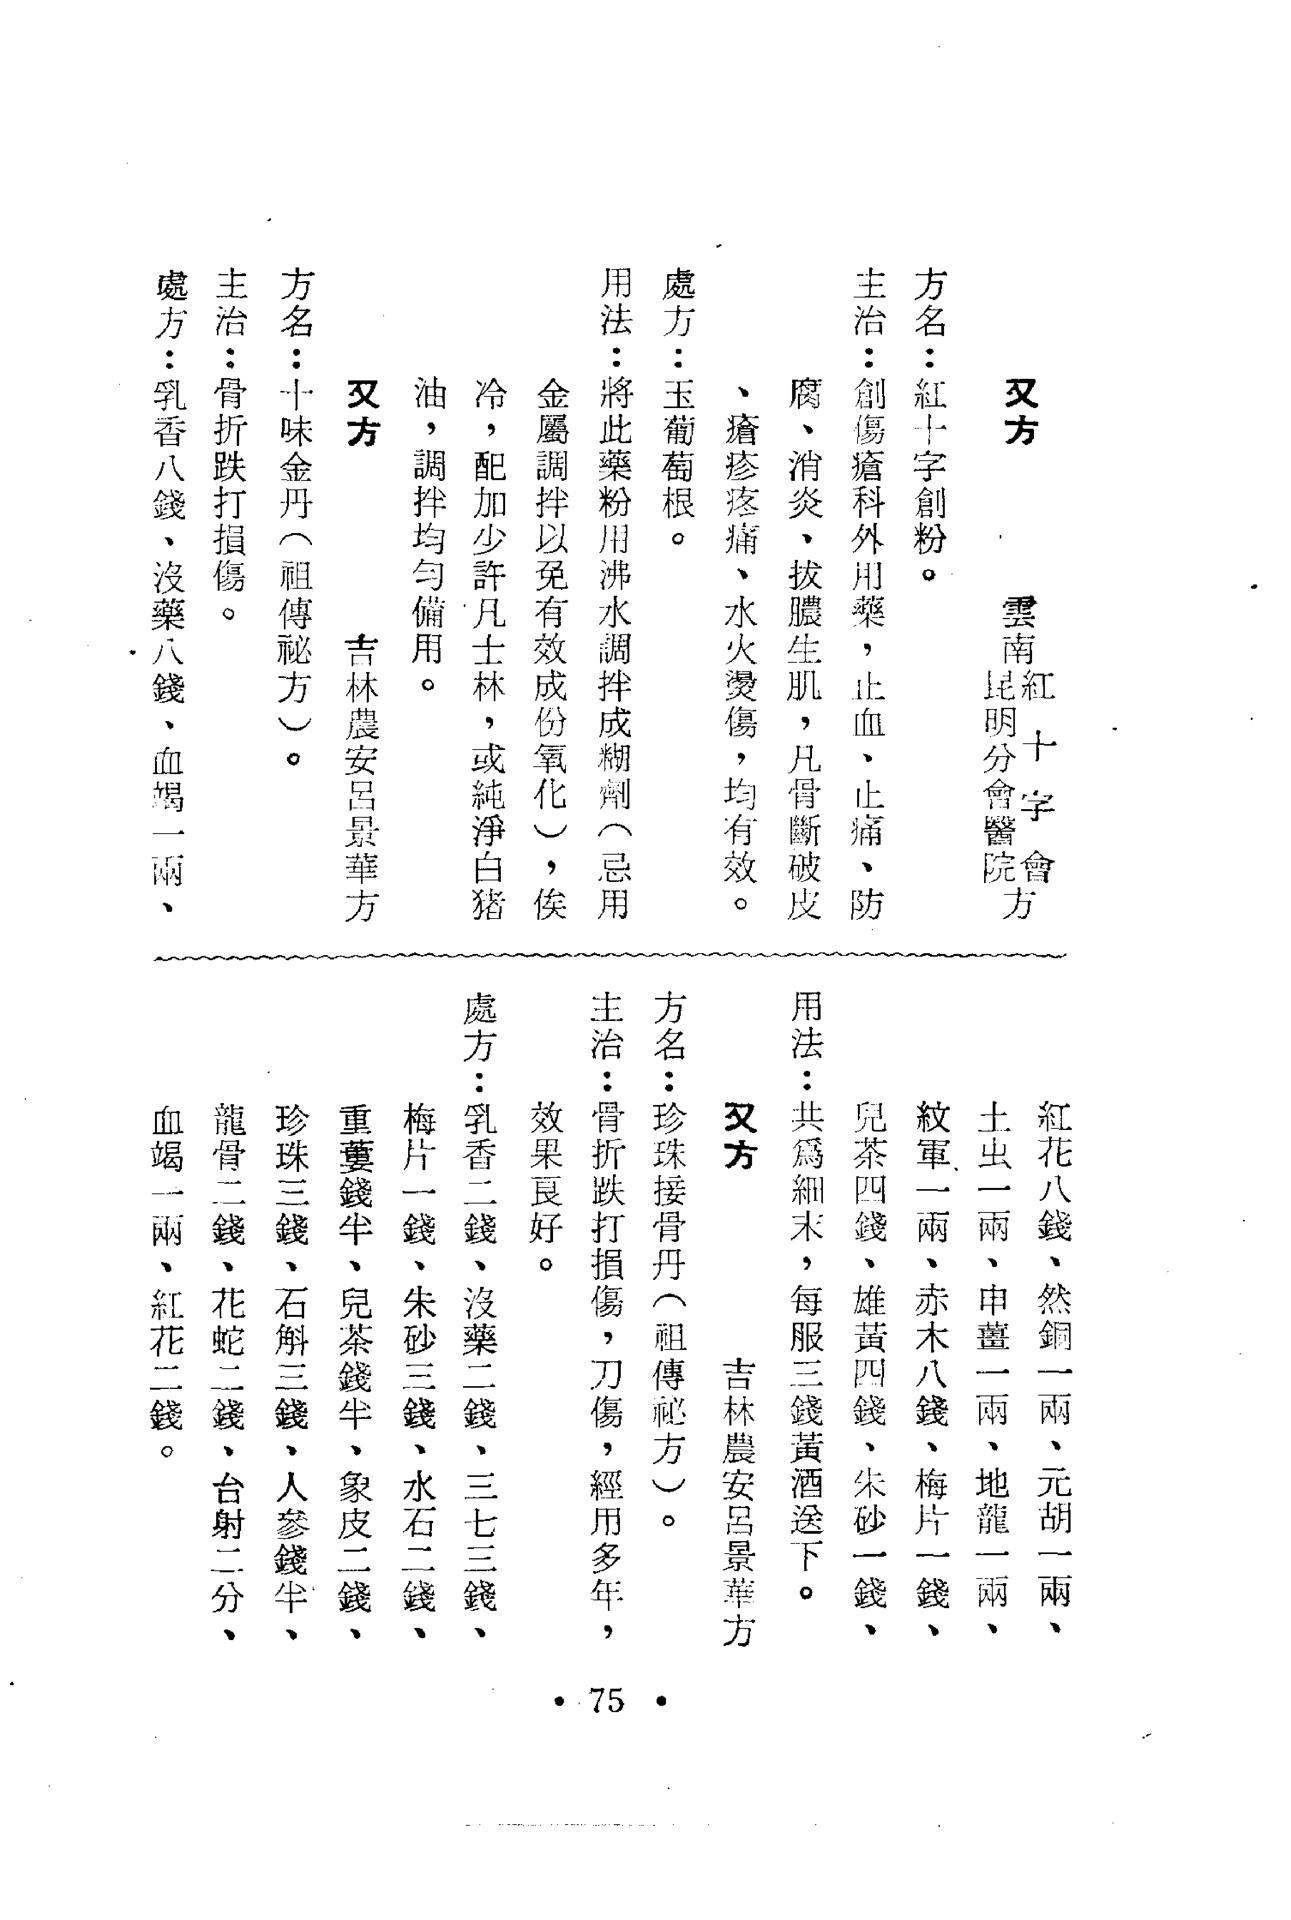 又方 雲南紅十字會昆明分會醫院方
方名：紅十字創粉。
主治：創傷瘡科外用藥，止血、止痛、防
腐、消炎、拔膿生肌，凡骨斷破皮
、瘡疹疼痛、水火燙傷，均有效。
處方：玉葡萄根。
用法：將此藥粉用沸水調拌成糊劑（忌用
金屬調拌以免有效成份氧化），俟
冷，配加少許凡士林，或純淨白猪
油，調拌均勻備用。
又方 吉林農安呂景華方
方名：十味金丹（祖傳祕方）。
主治：骨折跌打損傷。
處方：乳香八錢、沒藥八錢、血竭一兩、
紅花八錢、然銅一兩、元胡一兩、
土虫一兩、申薑一兩、地龍一兩、
紋軍一兩、赤木八錢、梅片一錢、
兒茶四錢、雄黃四錢、朱砂一錢、
用法：共爲細末，每服三錢黃酒送下。
又方 吉林農安呂景華方
方名：珍珠接骨丹（祖傳祕方）。
主治：骨折跌打損傷，刀傷，經用多年，
效果良好。
處方：乳香二錢、沒藥二錢、三七三錢、
梅片一錢、朱砂三錢、水石二錢、
重蔞錢半、兒茶錢半、象皮二錢、
珍珠三錢、石斛三錢、人參錢半、
龍骨二錢、花蛇二錢、台射二分、
血竭一兩、紅花二錢。
• 75 •